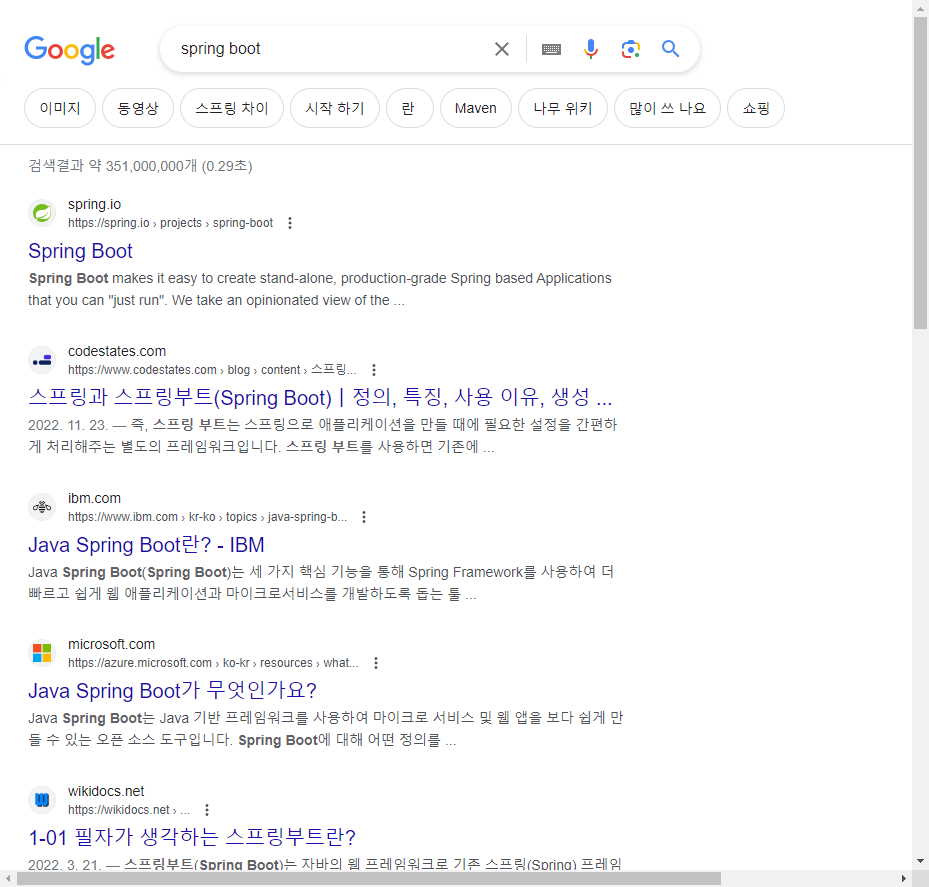 Google
spring boot
이미지 동영상 스프링 차이 시작 하기 란 Maven 나무 위키 많이 쓰 나요 쇼핑
검색결과 약 351,000,000개 (0.29초)
spring.io
https://spring.io › projects › spring-boot
Spring Boot
Spring Boot makes it easy to create stand-alone, production-grade Spring based Applications
that you can "just run". We take an opinionated view of the ...
codestates.com
https://www.codestates.com › blog › content › 스프링...
스프링과 스프링부트(Spring Boot)ㅣ정의, 특징, 사용 이유, 생성 ...
2022. 11. 23. — 즉, 스프링 부트는 스프링으로 애플리케이션을 만들 때에 필요한 설정을 간편하
게 처리해주는 별도의 프레임워크입니다. 스프링 부트를 사용하면 기존에 ...
ibm.com
https://www.ibm.com › kr-ko › topics › java-spring-b...
Java Spring Boot란? - IBM
Java Spring Boot(Spring Boot)는 세 가지 핵심 기능을 통해 Spring Framework를 사용하여 더
빠르고 쉽게 웹 애플리케이션과 마이크로서비스를 개발하도록 돕는 툴 ...
microsoft.com
https://azure.microsoft.com › ko-kr › resources › what...
Java Spring Boot가 무엇인가요?
Java Spring Boot는 Java 기반 프레임워크를 사용하여 마이크로 서비스 및 웹 앱을 보다 쉽게 만
들 수 있는 오픈 소스 도구입니다. Spring Boot에 대해 어떤 정의를 ...
wikidocs.net
https://wikidocs.net › ...
1-01 필자가 생각하는 스프링부트란?
2022. 3. 21. — 스프링부트(Spring Boot)는 자바의 웹 프레임워크로 기존 스프링(Spring) 프레임